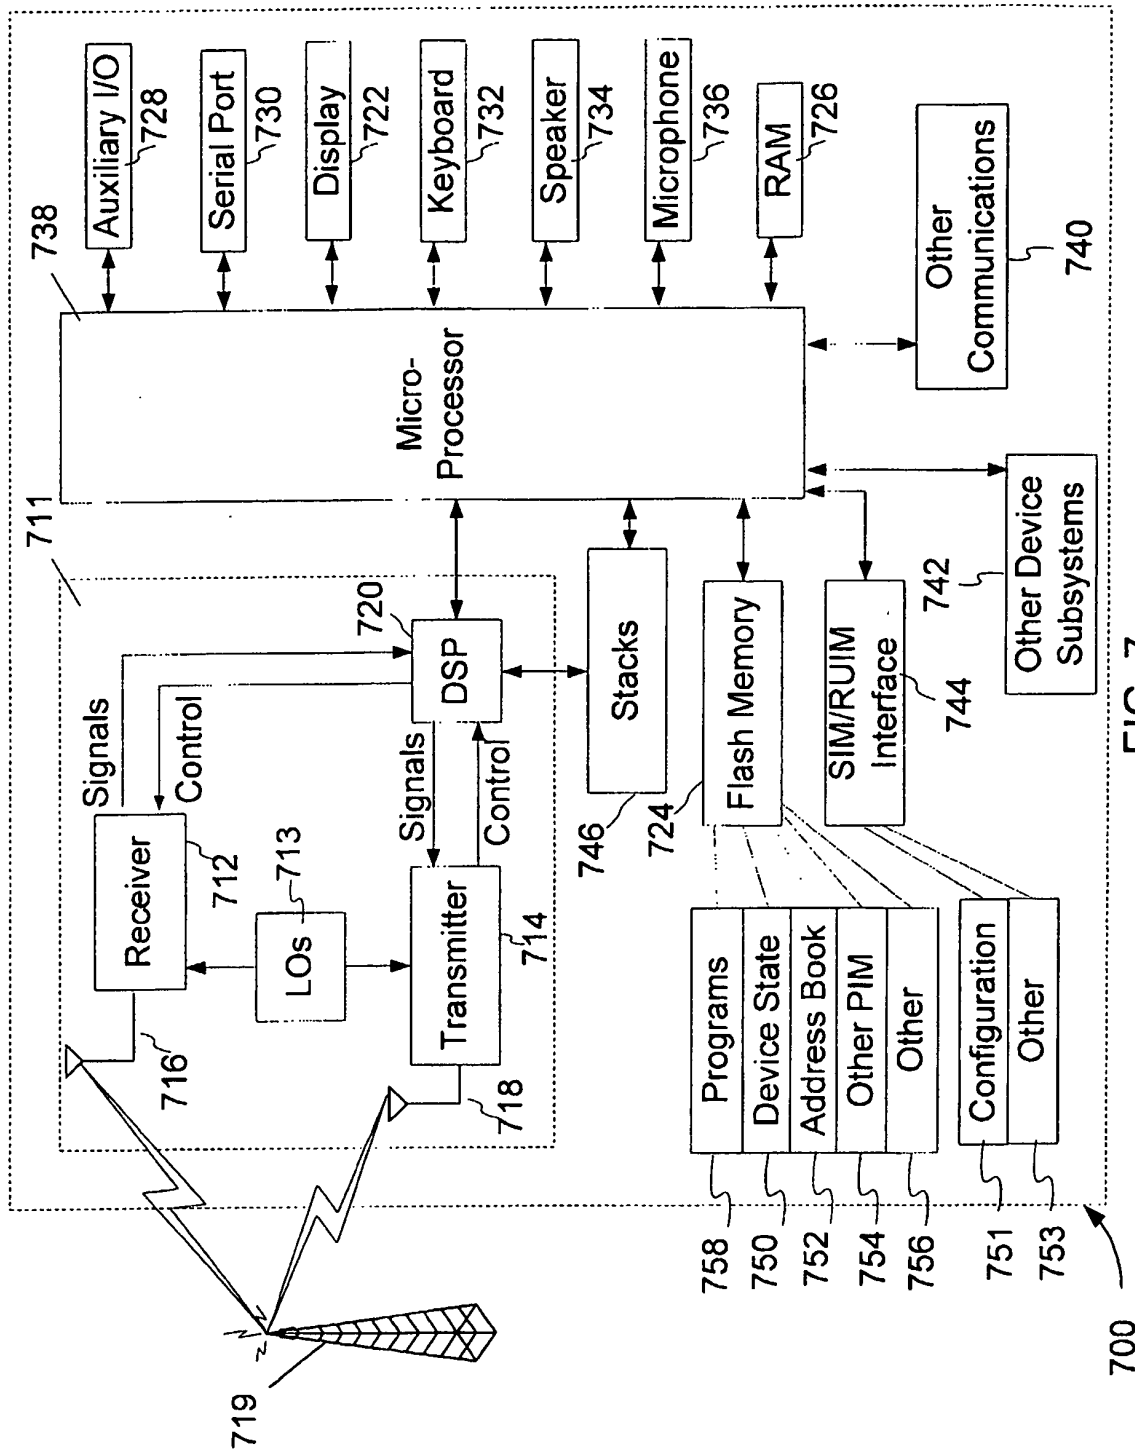 738
Auxiliary I/O
728
Serial Port
730
Display
722
Keyboard
732
Speaker
734
Microphone
736
RAM
726
Other
Communications
740
Micro-
Processor
711
720
DSP
Signals
Control
Receiver
712
LOs
713
Signals
Control
Transmitter
714
716
718
719
Stacks
746
Flash Memory
724
SIM/RUIM
Interface
744
Other Device
Subsystems
742
Programs
758
Device State
750
Address Book
752
Other PIM
754
Other
756
Configuration
751
Other
753
700